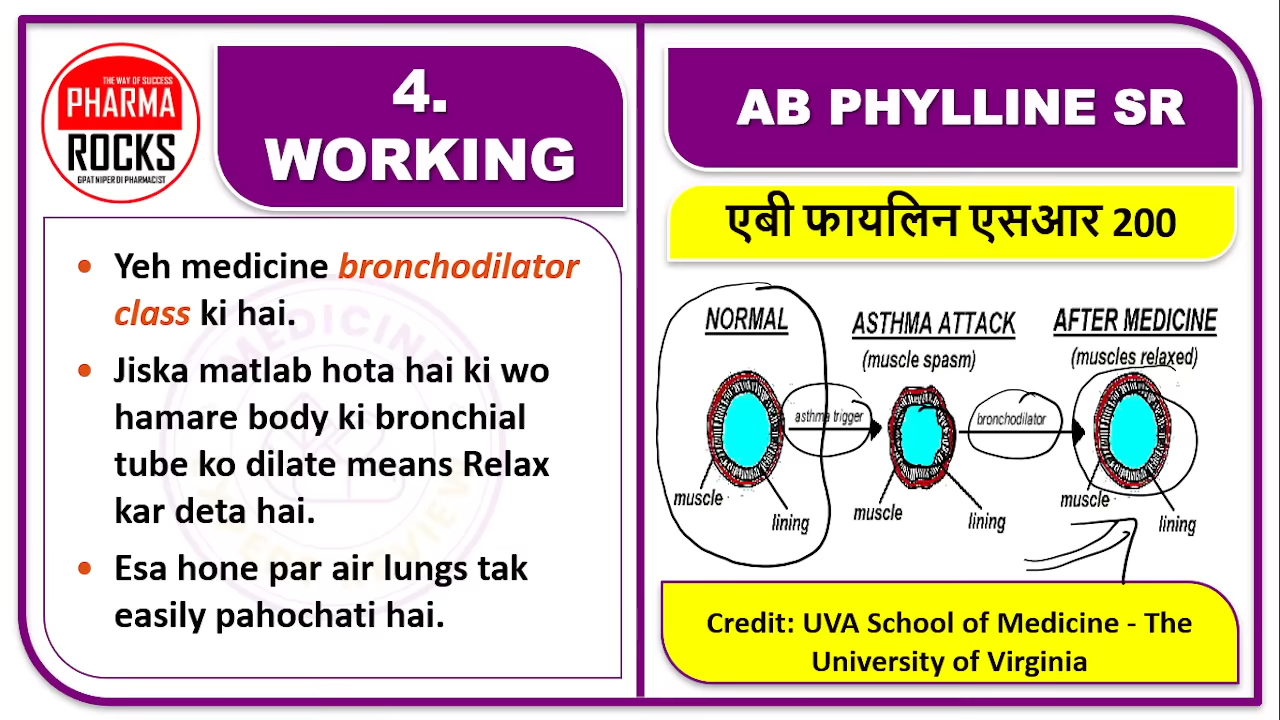 THE WAY OF SUCCESS
PHARMA
ROCKS
GPAT NIPER DI PHARMACIST
4.
WORKING
• Yeh medicine bronchodilator
class ki hai.
• Jiska matlab hota hai ki wo
hamare body ki bronchial
tube ko dilate means Relax
kar deta hai.
• Esa hone par air lungs tak
easily pahochati hai.
AB PHYLLINE SR
एबी फायलिन एसआर 200
NORMAL
ASTHMA ATTACK
(muscle spasm)
AFTER MEDICINE
(muscles relaxed)
asthma trigger
bronchodilator
muscle
lining
muscle
lining
muscle
lining
Credit: UVA School of Medicine - The
University of Virginia
MEDICINE